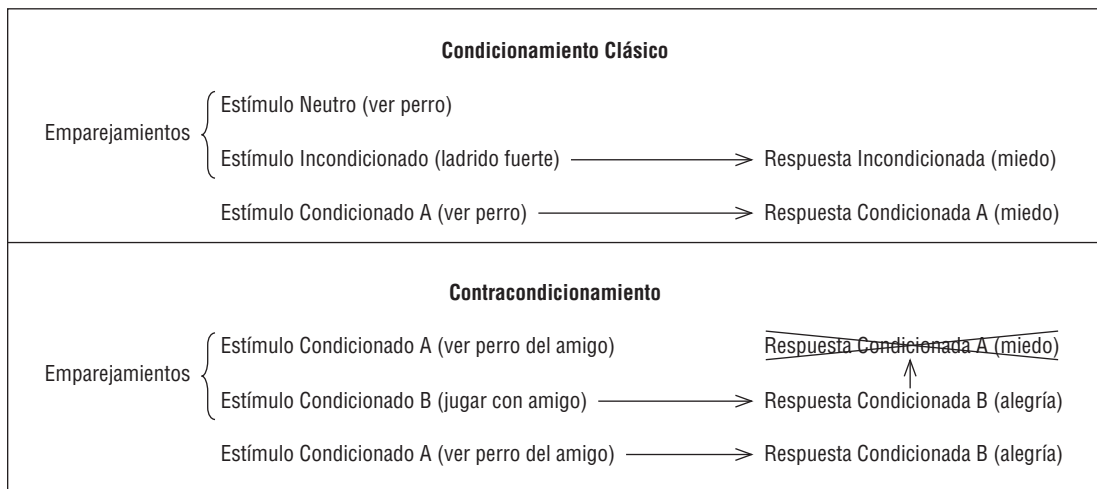 Condicionamiento Clásico
Estímulo Neutro (ver perro)
Emparejamientos
Estímulo Incondicionado (ladrido fuerte) Respuesta Incondicionada (miedo)
Estímulo Condicionado A (ver perro) Respuesta Condicionada A (miedo)
Contracondicionamiento
Estímulo Condicionado A (ver perro del amigo) Respuesta Condicionada A (miedo)
Emparejamientos
Estímulo Condicionado B (jugar con amigo) Respuesta Condicionada B (alegría)
Estímulo Condicionado A (ver perro del amigo) Respuesta Condicionada B (alegría)